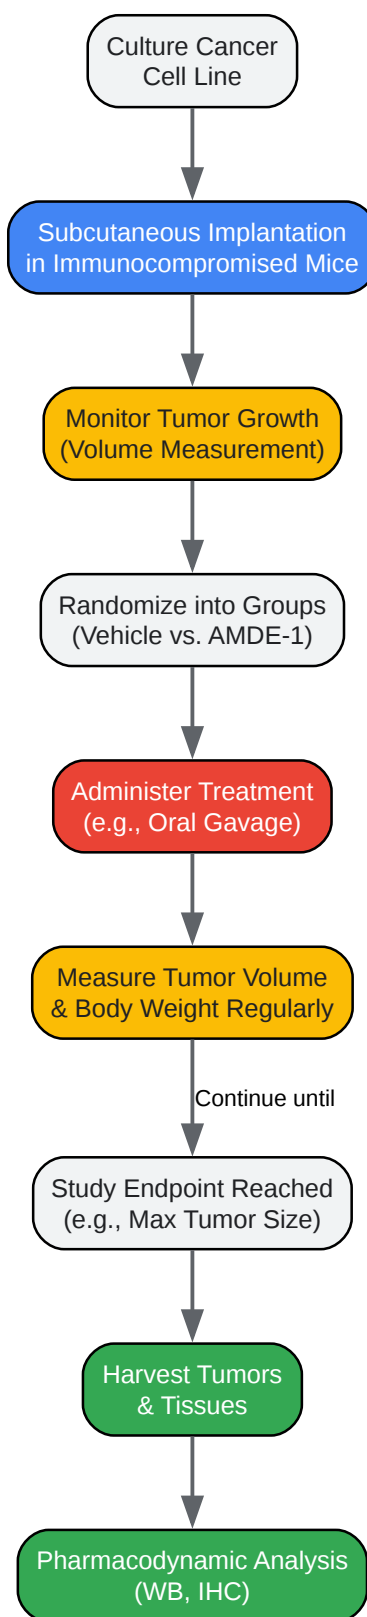 Culture Cancer
Cell Line
Subcutaneous Implantation
in Immunocompromised Mice
Monitor Tumor Growth
(Volume Measurement)
Randomize into Groups
(Vehicle vs. AMDE-1)
Administer Treatment
(e.g., Oral Gavage)
Measure Tumor Volume
& Body Weight Regularly
Continue until
Study Endpoint Reached
(e.g., Max Tumor Size)
Harvest Tumors
& Tissues
Pharmacodynamic Analysis
(WB, IHC)